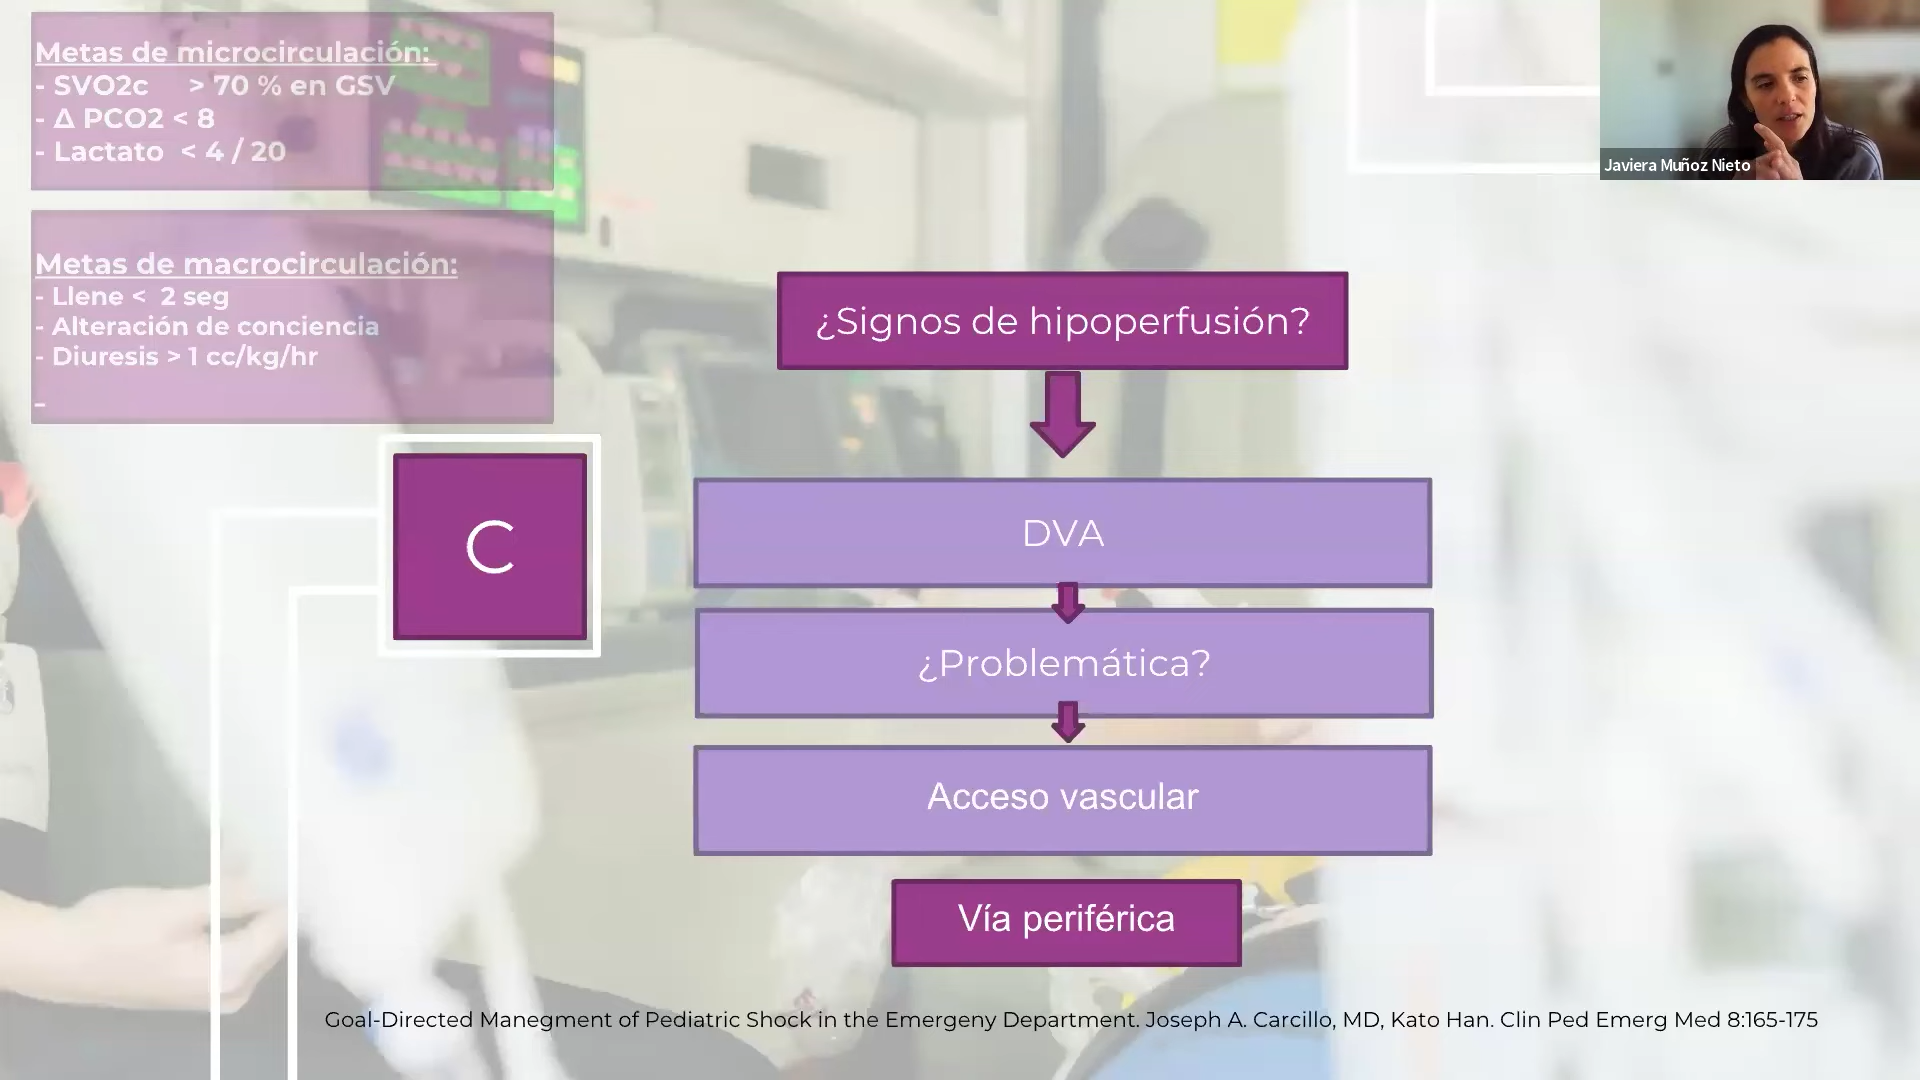 Metas de microcirculación:
- SVO2c > 70 % en GSV
- Δ PCO2 < 8
- Lactato < 4 / 20
Metas de macrocirculación:
- Llene < 2 seg
- Alteración de conciencia
- Diuresis > 1 cc/kg/hr
-
C
¿Signos de hipoperfusión?
DVA
¿Problemática?
Acceso vascular
Vía periférica
Goal-Directed Manegment of Pediatric Shock in the Emergeny Department. Joseph A. Carcillo, MD, Kato Han. Clin Ped Emerg Med 8:165-175
Javiera Muñoz Nieto